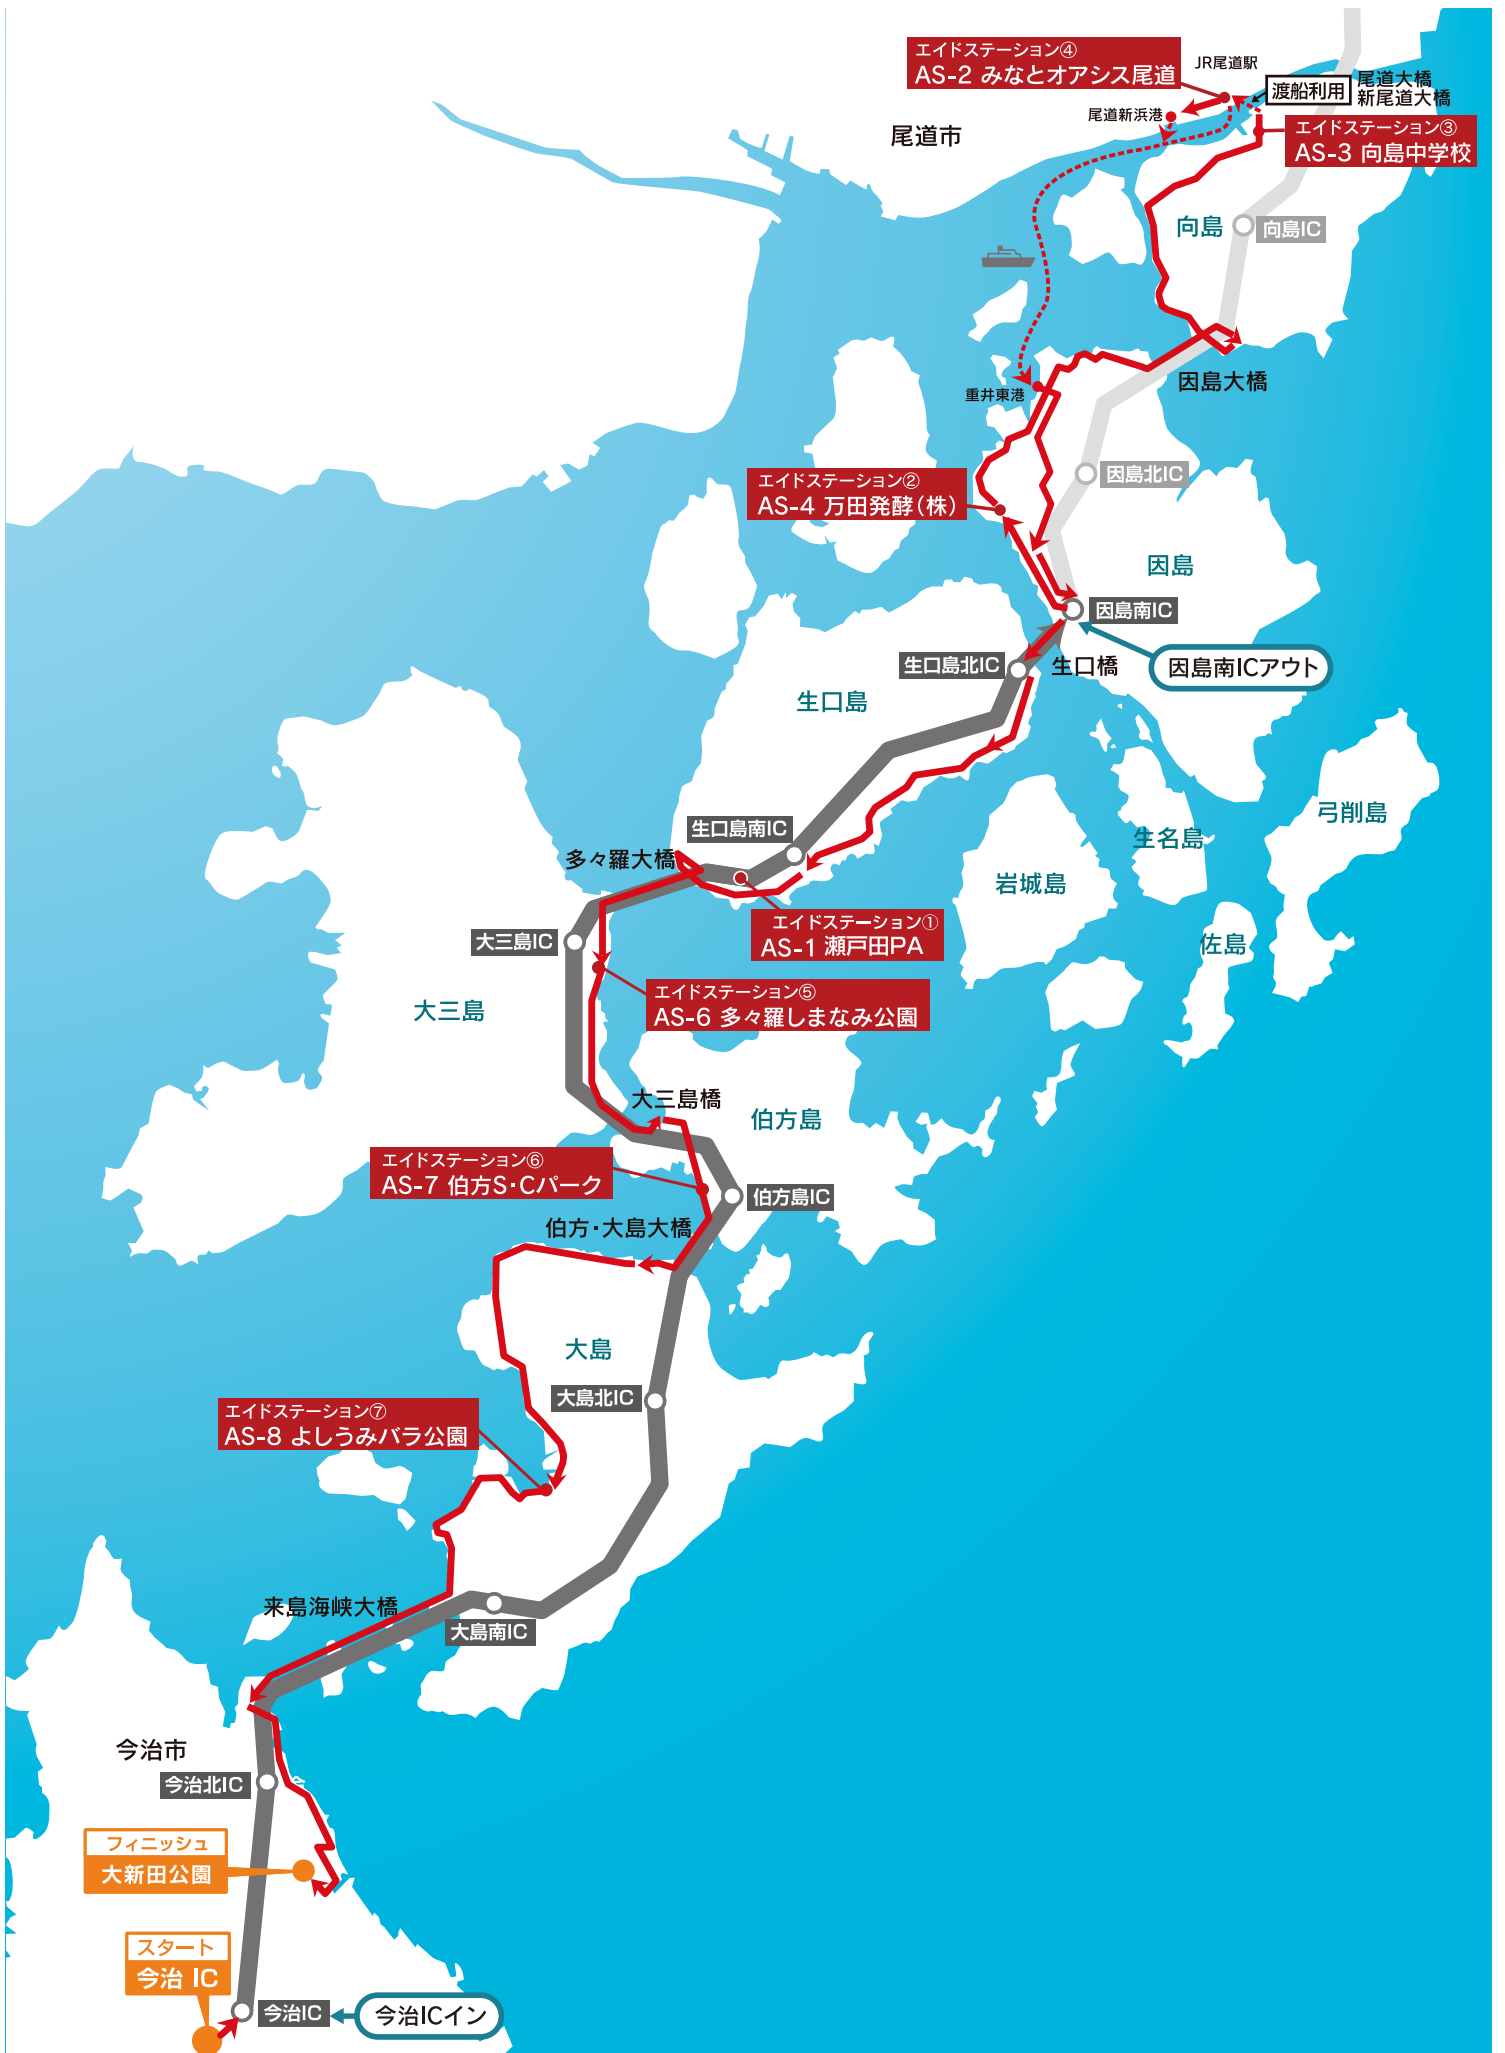 エイドステーション④
AS-2 みなとオアシス尾道
JR尾道駅
渡船利用
尾道大橋
新尾道大橋
尾道新浜港
尾道市
エイドステーション③
AS-3 向島中学校
向島
向島IC
因島大橋
重井東港
因島北IC
エイドステーション②
AS-4 万田発酵(株)
因島
因島南IC
生口島北IC
生口橋
因島南ICアウト
生口島
生口島南IC
弓削島
生名島
多々羅大橋
岩城島
エイドステーション①
AS-1 瀬戸田PA
大三島IC
佐島
エイドステーション⑤
AS-6 多々羅しまなみ公園
大三島
大三島橋
伯方島
エイドステーション⑥
AS-7 伯方S・Cパーク
伯方島IC
伯方・大島大橋
大島
大島北IC
エイドステーション⑦
AS-8 よしうみバラ公園
来島海峡大橋
大島南IC
今治市
今治北IC
フィニッシュ
大新田公園
スタート
今治 IC
今治IC
今治ICイン